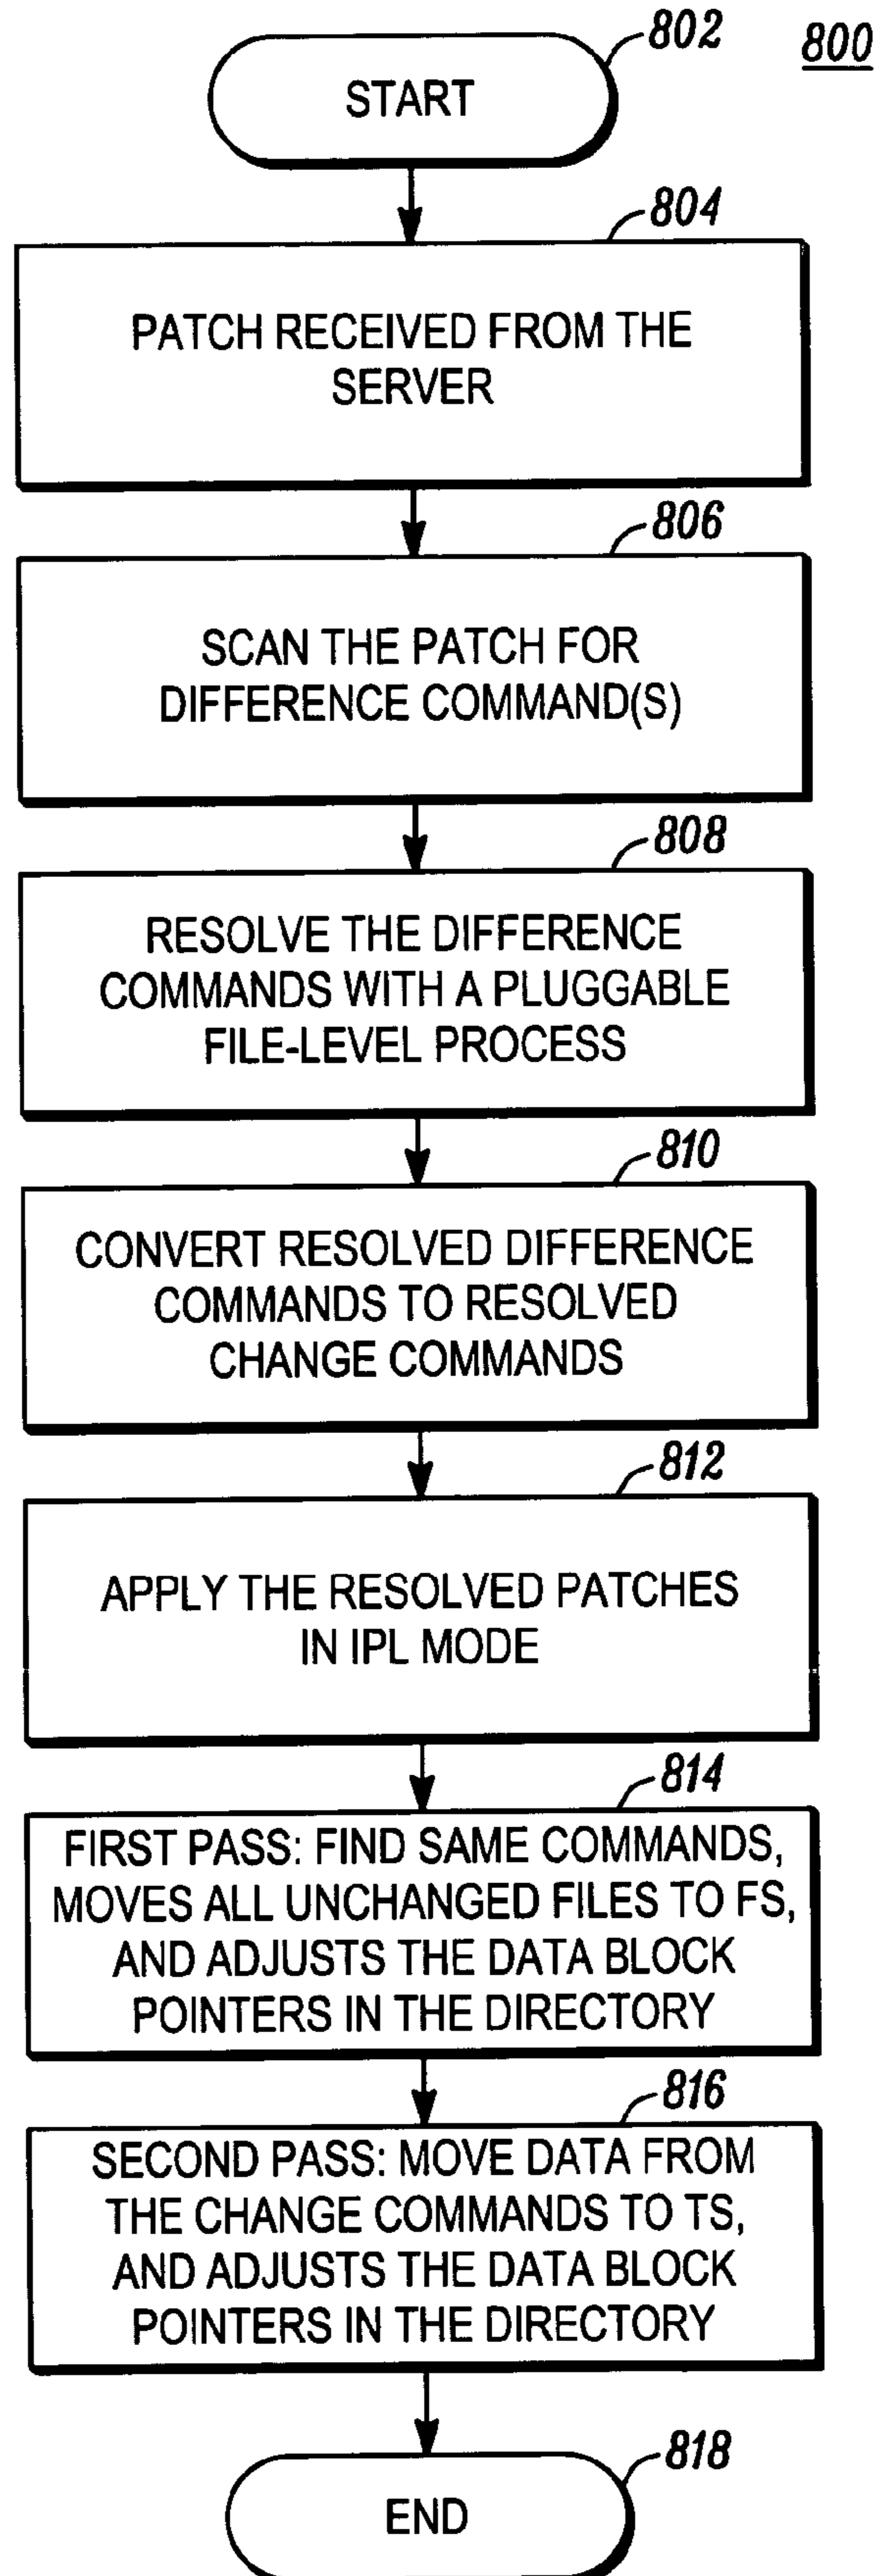 802
800
START
804
PATCH RECEIVED FROM THE
SERVER
806
SCAN THE PATCH FOR
DIFFERENCE COMMAND(S)
808
RESOLVE THE DIFFERENCE
COMMANDS WITH A PLUGGABLE
FILE-LEVEL PROCESS
810
CONVERT RESOLVED DIFFERENCE
COMMANDS TO RESOLVED
CHANGE COMMANDS
812
APPLY THE RESOLVED PATCHES
IN IPL MODE
814
FIRST PASS: FIND SAME COMMANDS,
MOVES ALL UNCHANGED FILES TO FS,
AND ADJUSTS THE DATA BLOCK
POINTERS IN THE DIRECTORY
816
SECOND PASS: MOVE DATA FROM
THE CHANGE COMMANDS TO TS,
AND ADJUSTS THE DATA BLOCK
POINTERS IN THE DIRECTORY
818
END